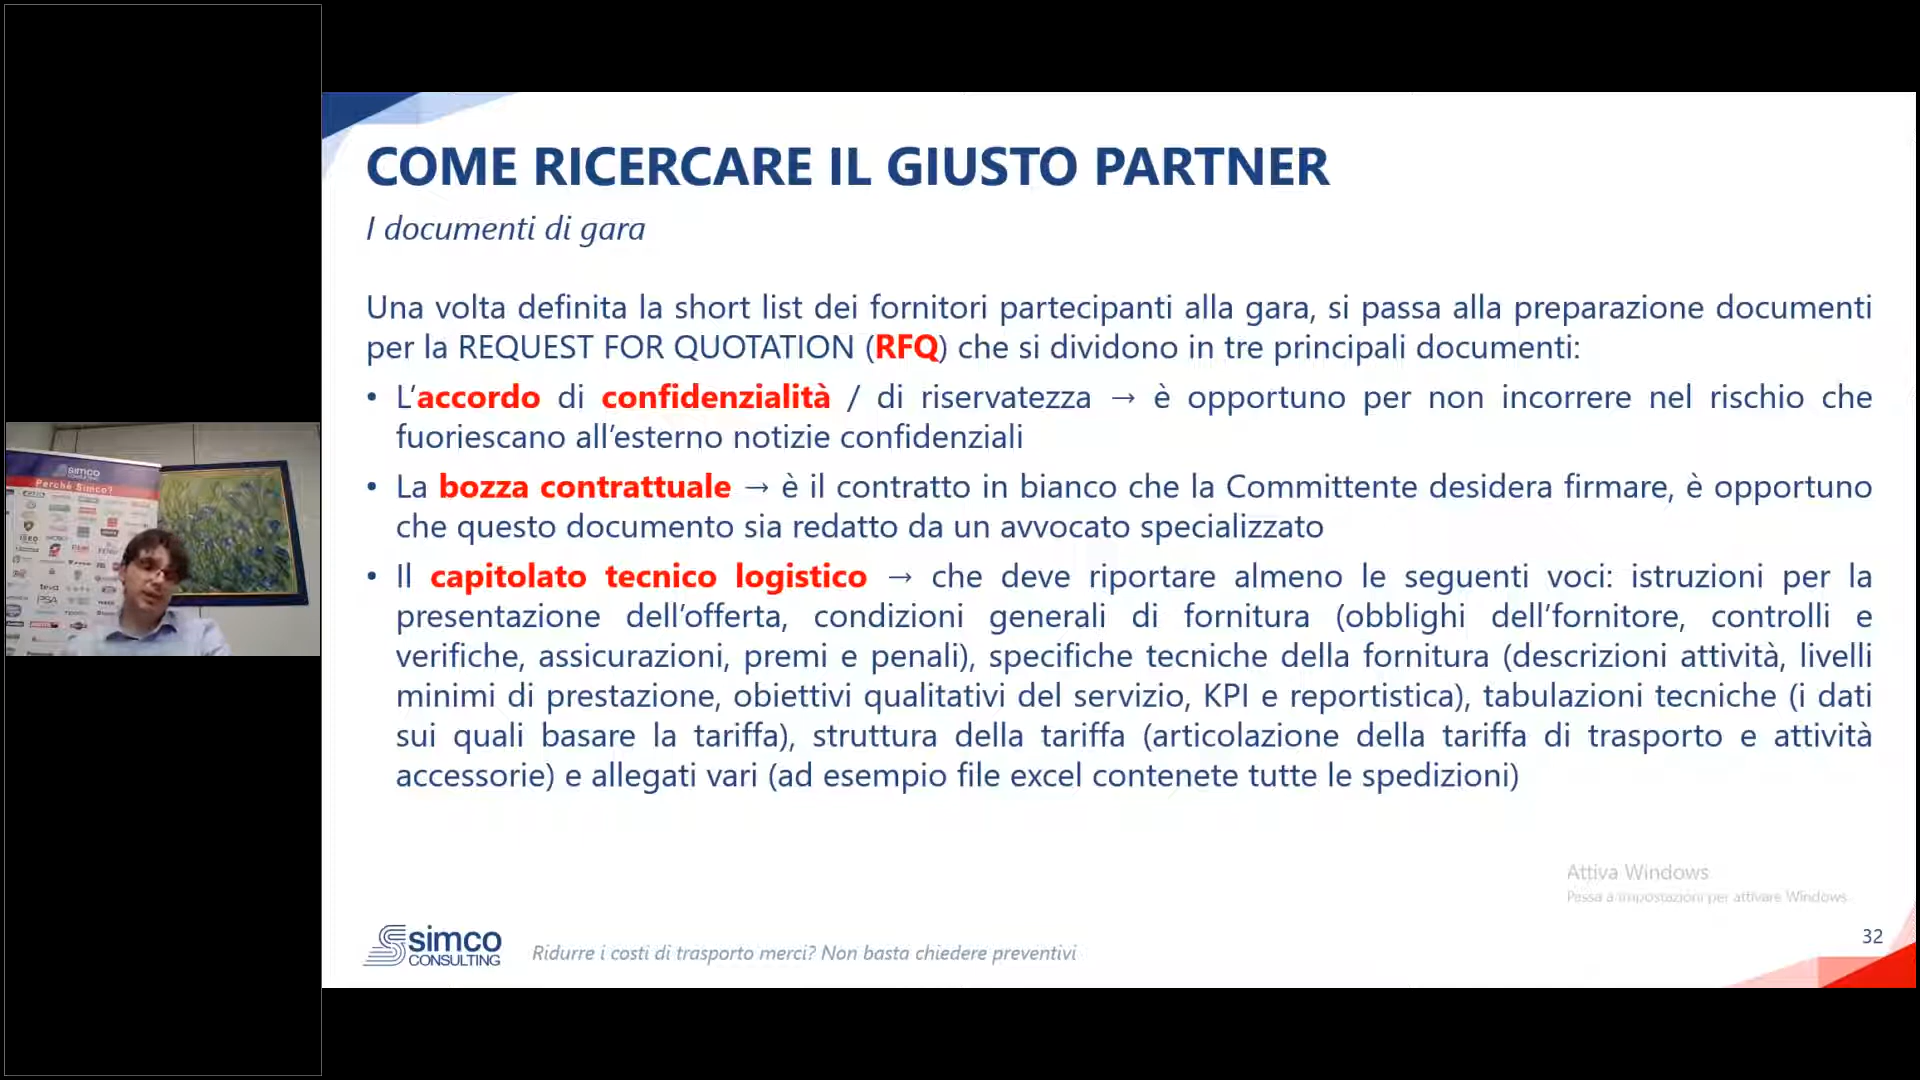 COME RICERCARE IL GIUSTO PARTNER
I documenti di gara
Una volta definita la short list dei fornitori partecipanti alla gara, si passa alla preparazione documenti
per la REQUEST FOR QUOTATION (RFQ) che si dividono in tre principali documenti:
• L'accordo di confidenzialità / di riservatezza → è opportuno per non incorrere nel rischio che
fuoriescano all'esterno notizie confidenziali
• La bozza contrattuale → è il contratto in bianco che la Committente desidera firmare, è opportuno
che questo documento sia redatto da un avvocato specializzato
• Il capitolato tecnico logistico → che deve riportare almeno le seguenti voci: istruzioni per la
presentazione dell'offerta, condizioni generali di fornitura (obblighi dell'fornitore, controlli e
verifiche, assicurazioni, premi e penali), specifiche tecniche della fornitura (descrizioni attività, livelli
minimi di prestazione, obiettivi qualitativi del servizio, KPI e reportistica), tabulazioni tecniche (i dati
sui quali basare la tariffa), struttura della tariffa (articolazione della tariffa di trasporto e attività
accessorie) e allegati vari (ad esempio file excel contenete tutte le spedizioni)
simco
Perchè Simco?
teva
PSA
Attiva Windows
Passa a Impostazioni per attivare Windows.
32
simco
CONSULTING
Ridurre i costi di trasporto merci? Non basta chiedere preventivi